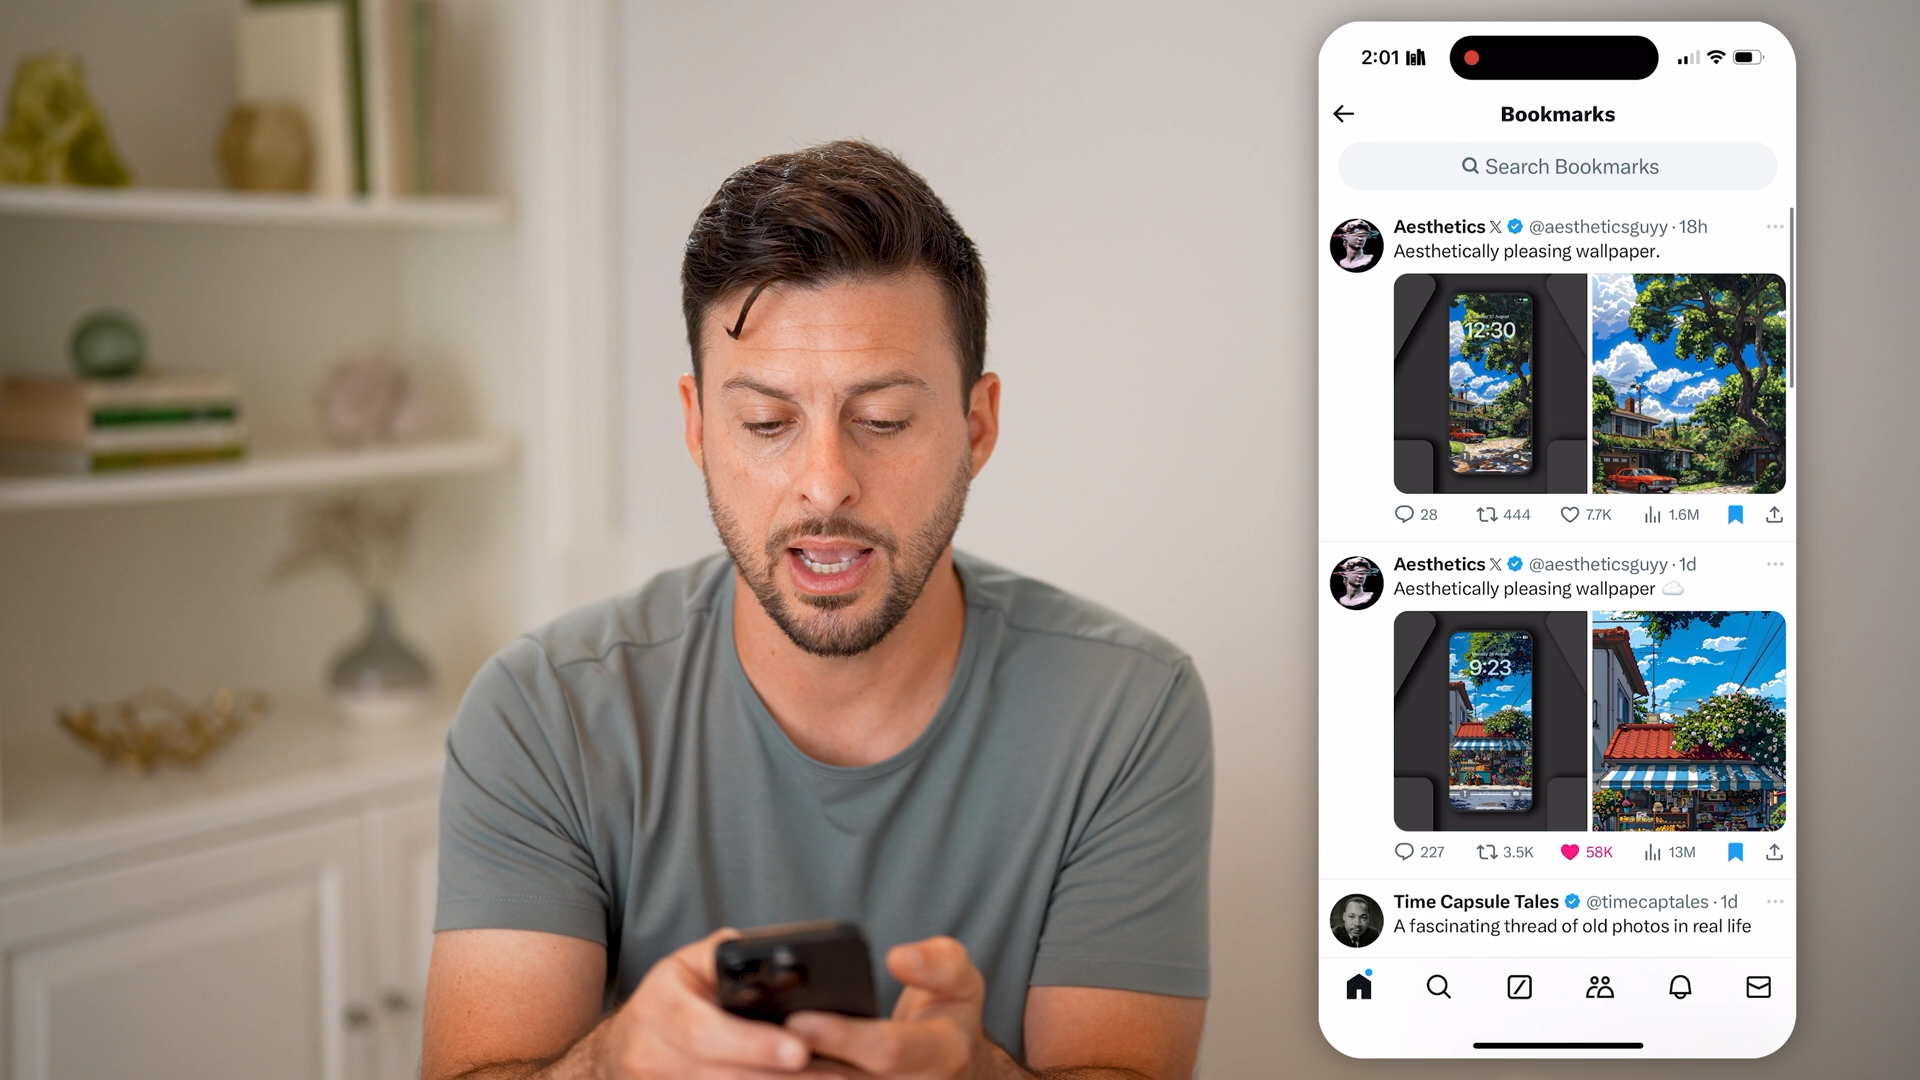 2:01
Bookmarks
Search Bookmarks
Aesthetics 𝕏 @aestheticsguyy · 18h
Aesthetically pleasing wallpaper.
12:30
28 444 7.7K 1.6M
Aesthetics 𝕏 @aestheticsguyy · 1d
Aesthetically pleasing wallpaper ☁️
9:23
227 3.5K 58K 13M
Time Capsule Tales @timecaptales · 1d
A fascinating thread of old photos in real life